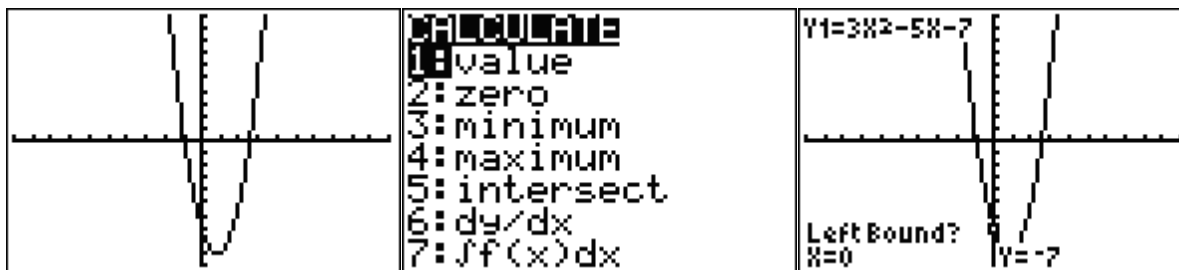 CALCULATE
1:value
2:zero
3:minimum
4:maximum
5:intersect
6:dy/dx
7:∫f(x)dx
Y1=3X²-5X-7
Left Bound?
X=0 Y=-7